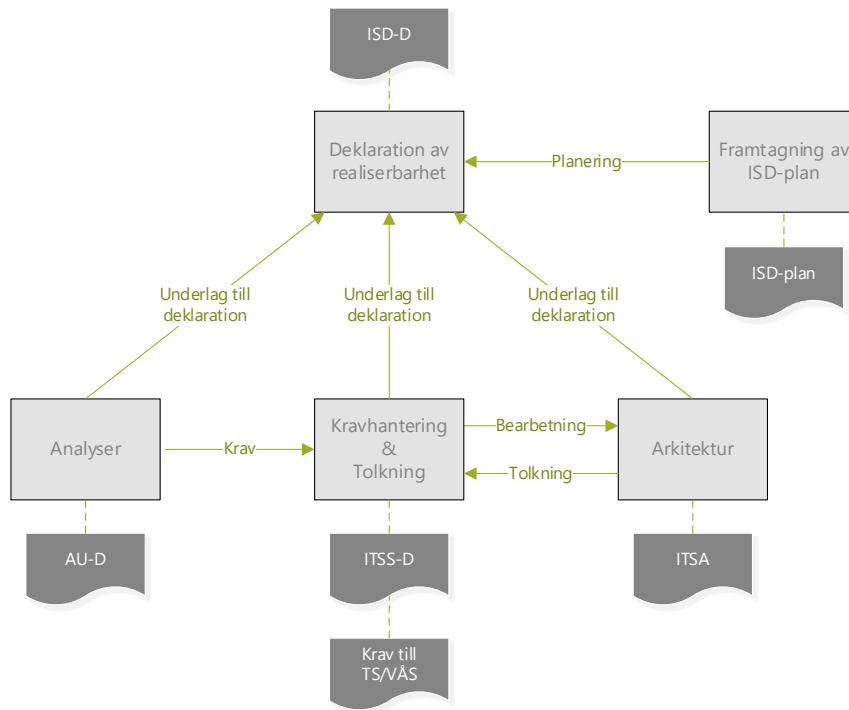 ISD-D
Deklaration av
realiserbarhet
Planering
Framtagning av
ISD-plan
ISD-plan
Underlag till
deklaration
Underlag till
deklaration
Underlag till
deklaration
Analyser
Krav
Kravhantering
&
Tolkning
Bearbetning
Tolkning
Arkitektur
AU-D
ITSS-D
ITSA
Krav till
TS/VÅS